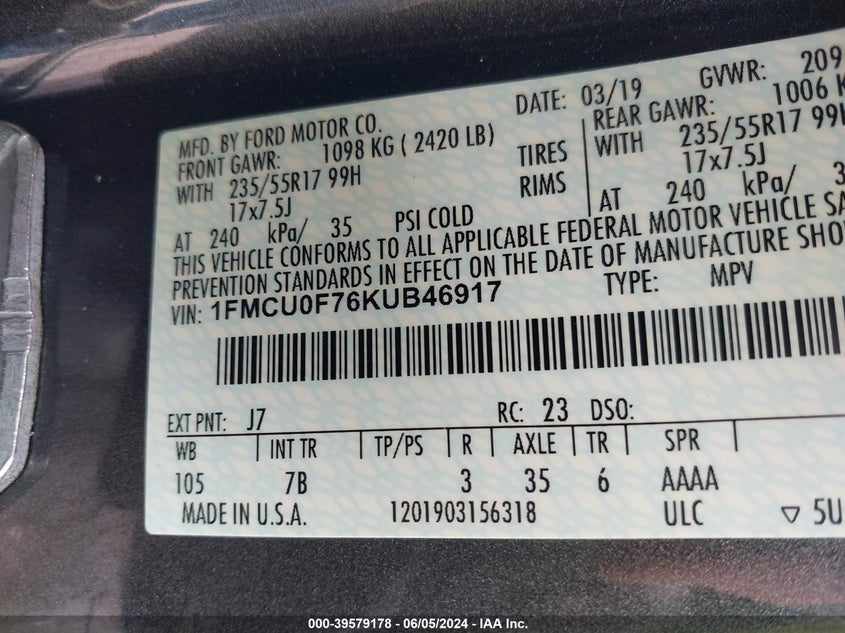 MFD. BY FORD MOTOR CO. DATE: 03/19 GVWR: 209
FRONT GAWR: 1098 KG ( 2420 LB) REAR GAWR: 1006 K
WITH 235/55R17 99H TIRES WITH 235/55R17 99H
17x7.5J RIMS 17x7.5J
AT 240 kPa/ 35 PSI COLD AT 240 kPa/ 3
THIS VEHICLE CONFORMS TO ALL APPLICABLE FEDERAL MOTOR VEHICLE SA
PREVENTION STANDARDS IN EFFECT ON THE DATE OF MANUFACTURE SHO
VIN: 1FMCU0F76KUB46917 TYPE: MPV
EXT PNT: J7 RC: 23 DSO:
WB INT TR TP/PS R AXLE TR SPR
105 7B 3 35 6 AAAA
MADE IN U.S.A. 1201903156318 ULC ▽ 5U
000-39579178 - 06/05/2024 - IAA Inc.